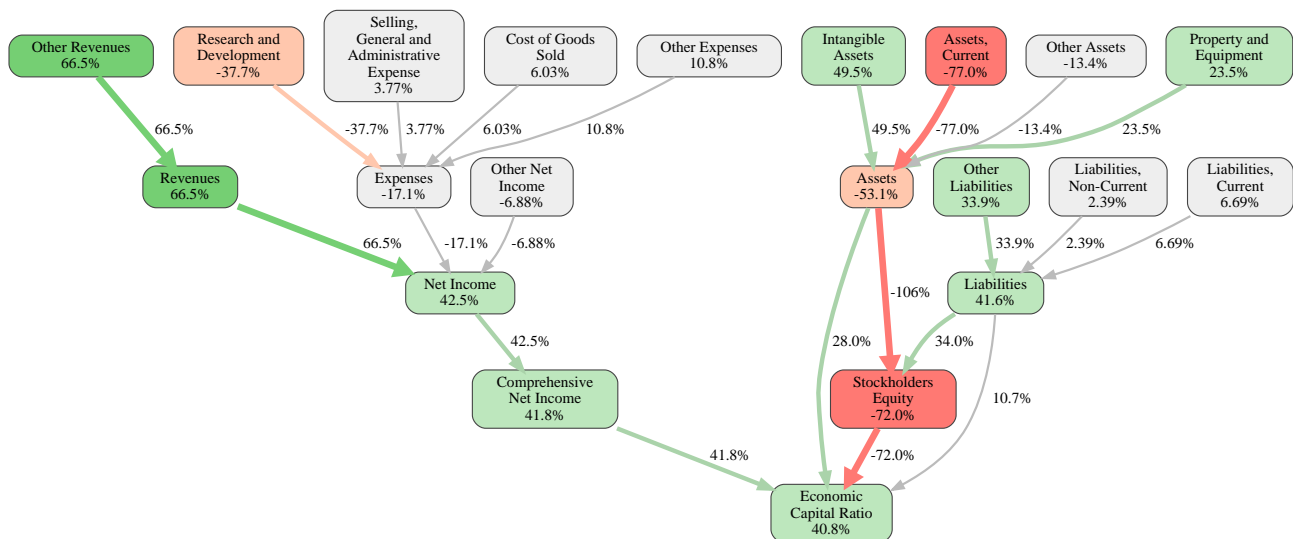 Other Revenues
66.5%
Research and
Development
-37.7%
Selling,
General and
Administrative
Expense
3.77%
Cost of Goods
Sold
6.03%
Other Expenses
10.8%
Intangible
Assets
49.5%
Assets,
Current
-77.0%
Other Assets
-13.4%
Property and
Equipment
23.5%
66.5%
-37.7%
3.77%
6.03%
10.8%
49.5%
-77.0%
-13.4%
23.5%
Revenues
66.5%
Expenses
-17.1%
Other Net
Income
-6.88%
Assets
-53.1%
Other
Liabilities
33.9%
Liabilities,
Non-Current
2.39%
Liabilities,
Current
6.69%
66.5%
-17.1%
-6.88%
33.9%
2.39%
6.69%
Net Income
42.5%
Liabilities
41.6%
-106%
42.5%
28.0%
34.0%
Comprehensive
Net Income
41.8%
Stockholders
Equity
-72.0%
10.7%
41.8%
-72.0%
Economic
Capital Ratio
40.8%